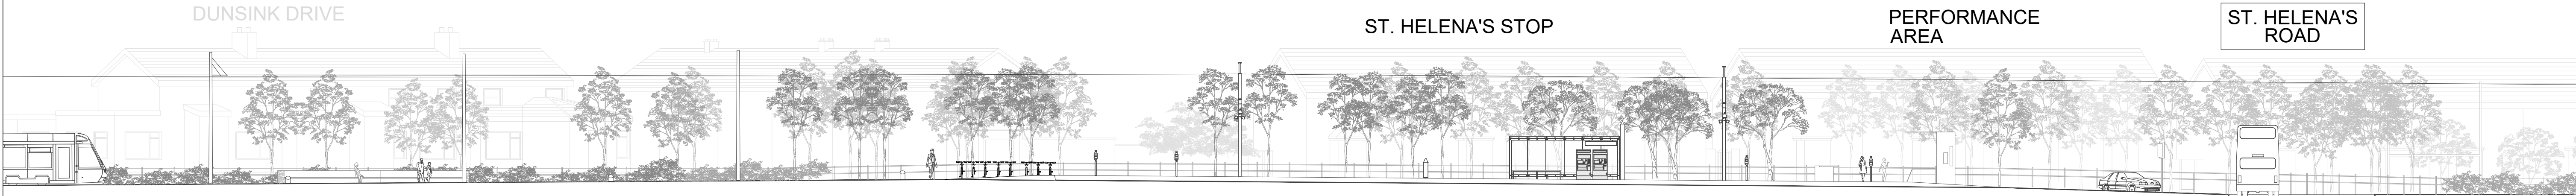 DUNSINK DRIVE
ST. HELENA'S STOP
PERFORMANCE
AREA
ST. HELENA'S
ROAD